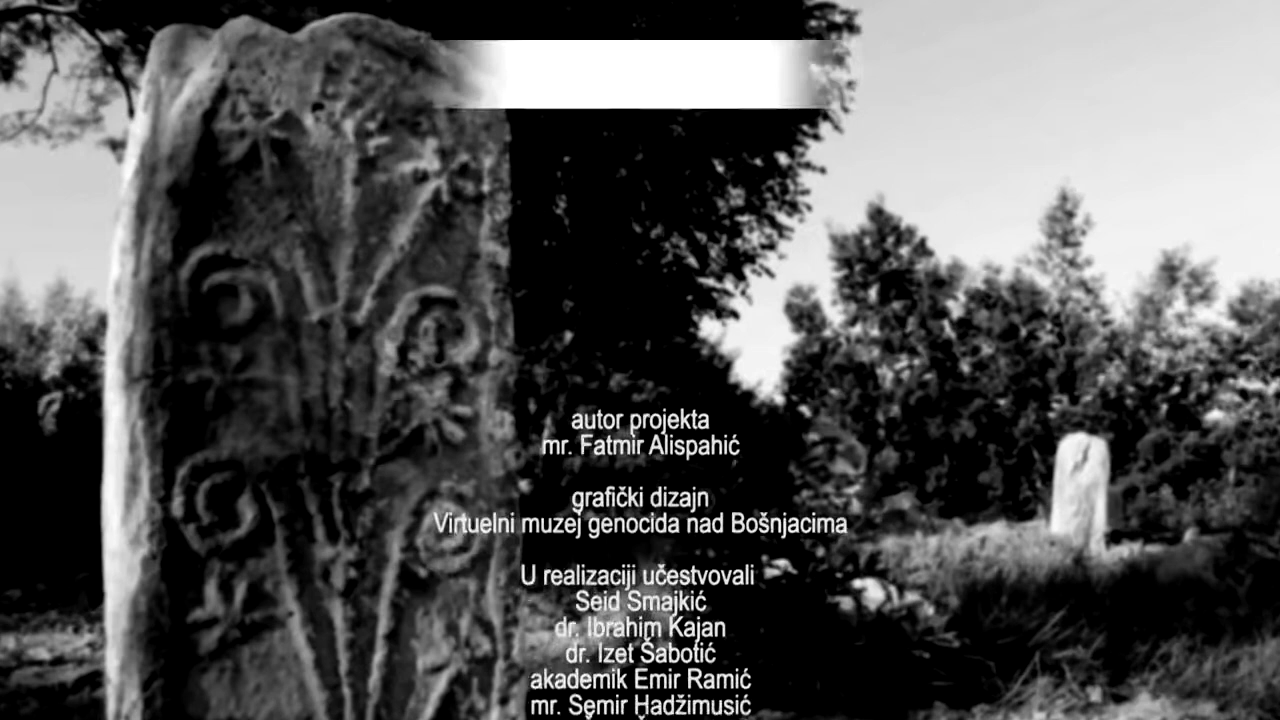 autor projekta
mr. Fatmir Alispahić
grafički dizajn
Virtuelni muzej genocida nad Bošnjacima
U realizaciji učestvovali
Seid Smajkić
dr. Ibrahim Kajan
dr. Izet Šabotić
akademik Emir Ramić
mr. Semir Hadžimusić